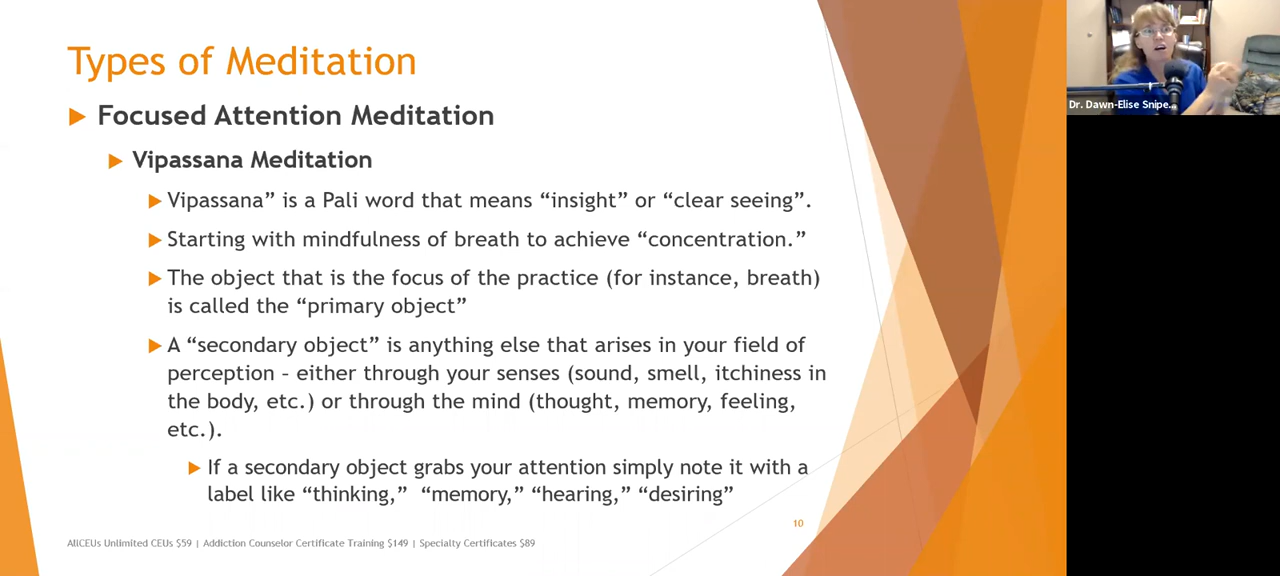 Types of Meditation
Focused Attention Meditation
Vipassana Meditation
Vipassana” is a Pali word that means “insight” or “clear seeing”.
Starting with mindfulness of breath to achieve “concentration.”
The object that is the focus of the practice (for instance, breath)
is called the “primary object”
A “secondary object” is anything else that arises in your field of
perception – either through your senses (sound, smell, itchiness in
the body, etc.) or through the mind (thought, memory, feeling,
etc.).
If a secondary object grabs your attention simply note it with a
label like “thinking,”  “memory,” “hearing,” “desiring”
10
AllCEUs Unlimited CEUs $59 | Addiction Counselor Certificate Training $149 | Specialty Certificates $89
Dr. Dawn-Elise Snipe...